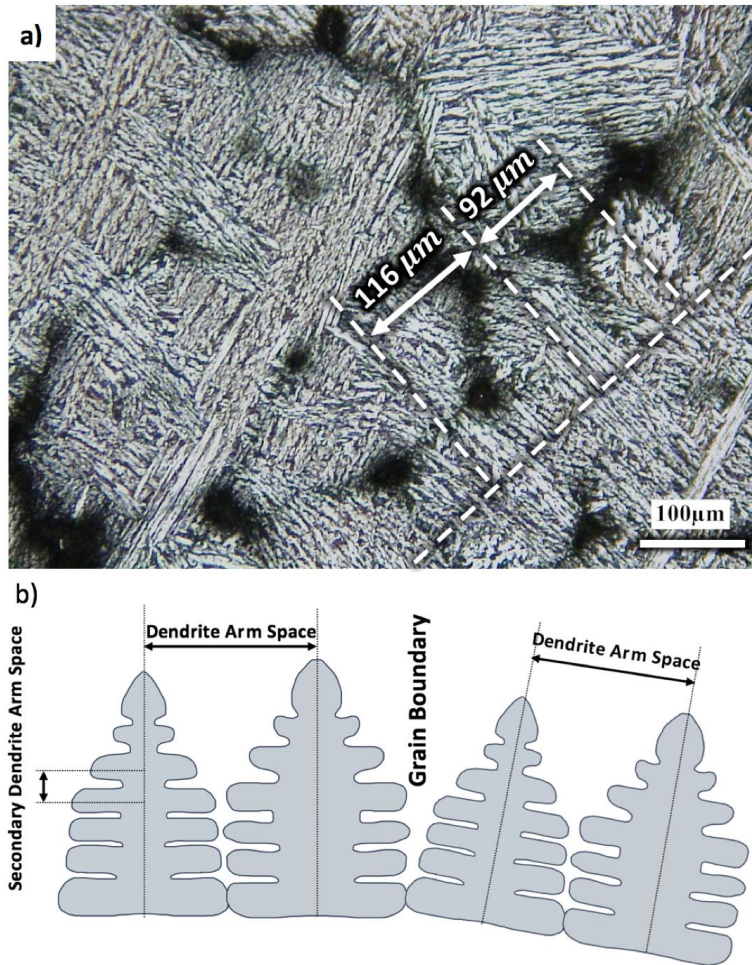 a)
92 μm
116 μm
100μm
b)
Dendrite Arm Space
Secondary Dendrite Arm Space
Grain Boundary
Dendrite Arm Space